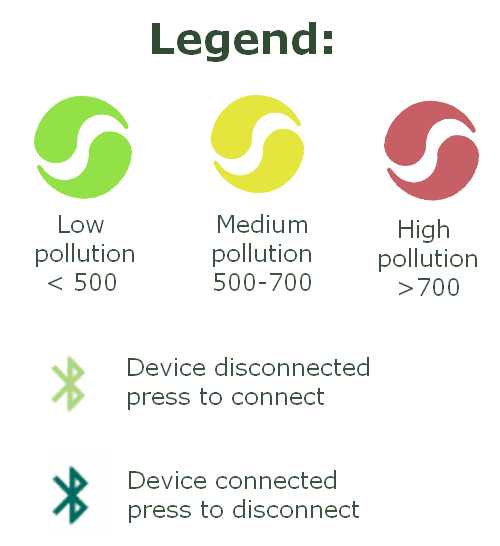 Legend:
Low
pollution
< 500
Medium
pollution
500-700
High
pollution
>700
Device disconnected
press to connect
Device connected
press to disconnect